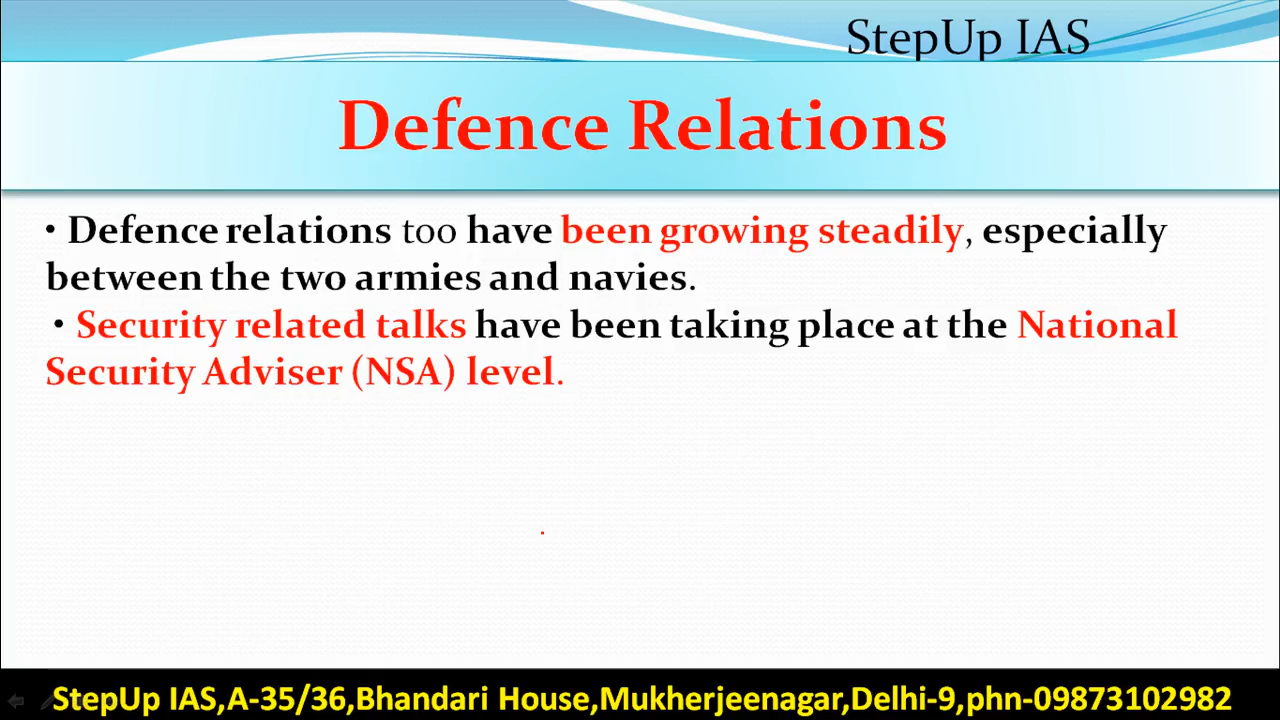 StepUp IAS
Defence Relations
• Defence relations too have been growing steadily, especially
between the two armies and navies.
• Security related talks have been taking place at the National
Security Adviser (NSA) level.
StepUp IAS,A-35/36,Bhandari House,Mukherjeenagar,Delhi-9,phn-09873102982